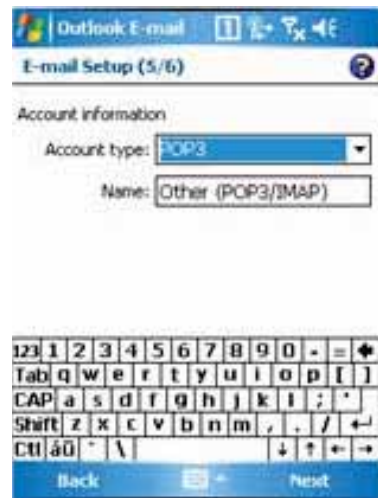 Outlook E-mail
E-mail Setup (5/6)
Account information
Account type: POP3
Name: Other (POP3/IMAP)
123 1 2 3 4 5 6 7 8 9 0 - =
Tab q w e r t y u i o p [ ]
CAP a s d f g h j k l ; '
Shift z x c v b n m , . /
Ctl áü ` \
Back Next